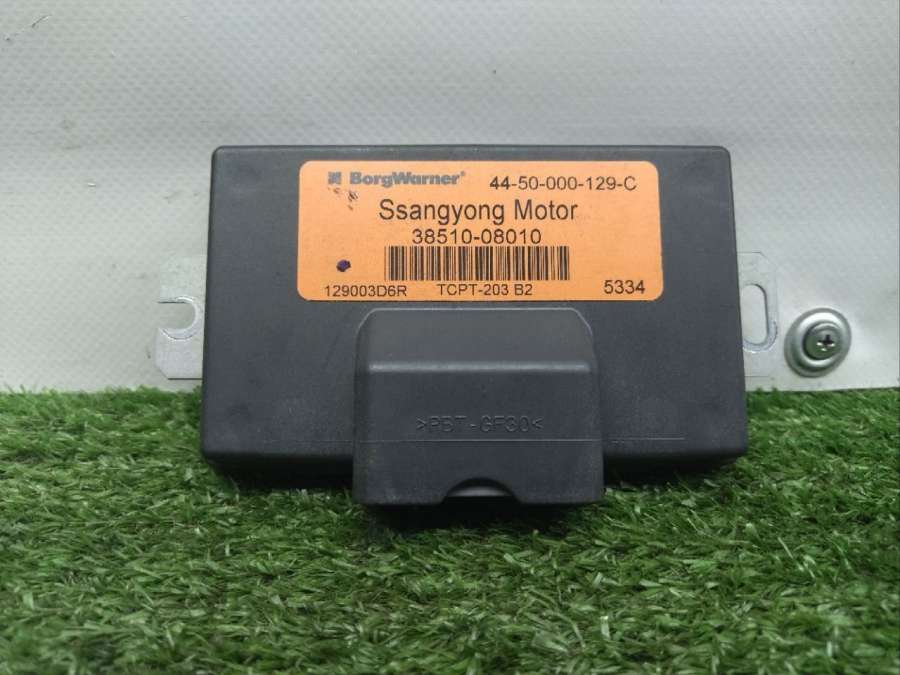 BorgWarner® 44-50-000-129-C
Ssangyong Motor
38510-08010
129003D6R TCPT-203 B2 5334
>PBT-GF30<